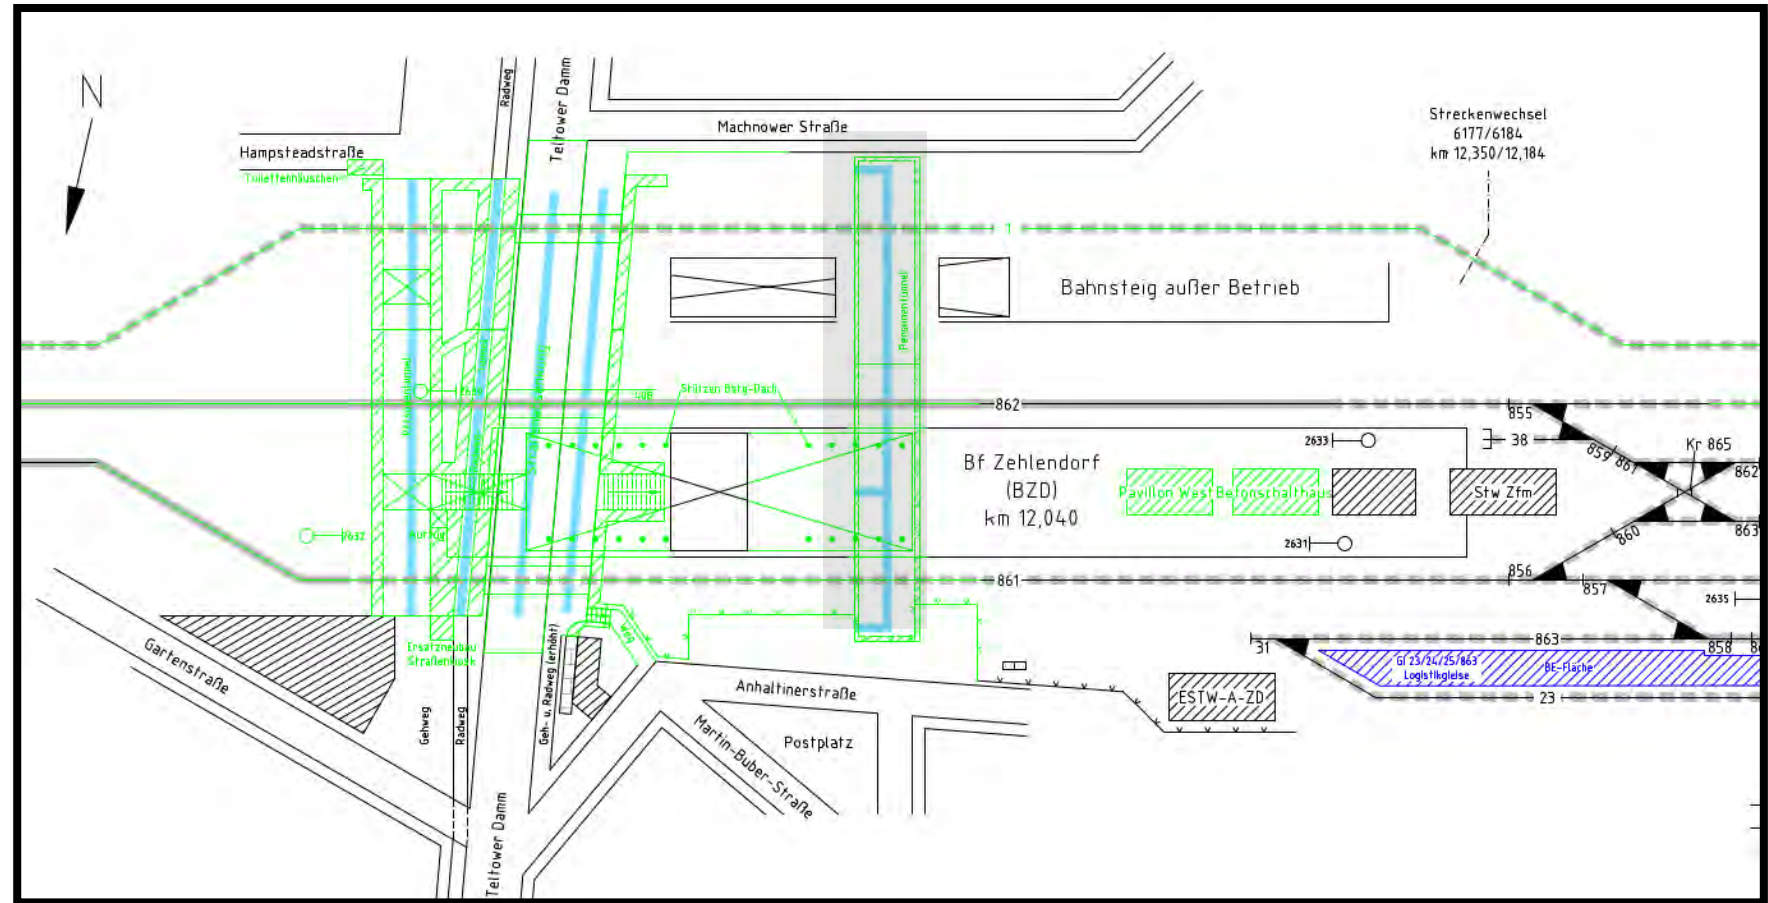 N
Radweg
Teltower Damm
Machnower Straße
Hampsteadstraße
Toilettenhäuschen
Streckenwechsel
6177/6184
km 12,350/12,184
1
Personentunnel
Bahnsteig außer Betrieb
Stützen Bstg-Dach
862
855
38
859
861
Kr 865
862
2633
Bf Zehlendorf
(BZD)
km 12,040
Pavillon West
Betonschalthaus
Stw Zfm
2632
2631
860
863
861
856
857
2635
Weg
Ersatzneubau
Straßenkiosk
Geh- u. Radweg (erhöht)
31
863
858
Gl 23/24/25/863
Logistikgleise
BE-Fläche
23
ESTW-A-ZD
Gartenstraße
Gehweg
Radweg
Anhaltinerstraße
Postplatz
Martin-Buber-Straße
Teltower Damm